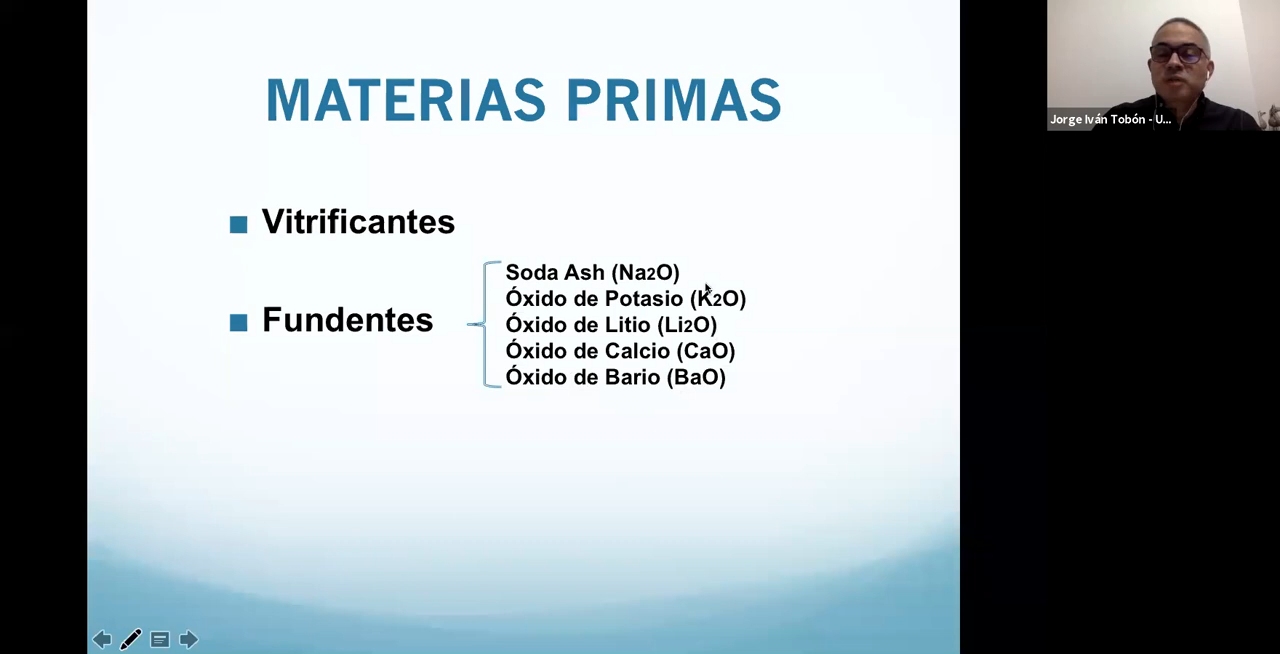 MATERIAS PRIMAS
Vitrificantes
Fundentes
Soda Ash (Na2O)
Óxido de Potasio (K2O)
Óxido de Litio (Li2O)
Óxido de Calcio (CaO)
Óxido de Bario (BaO)
Jorge Iván Tobón - U...